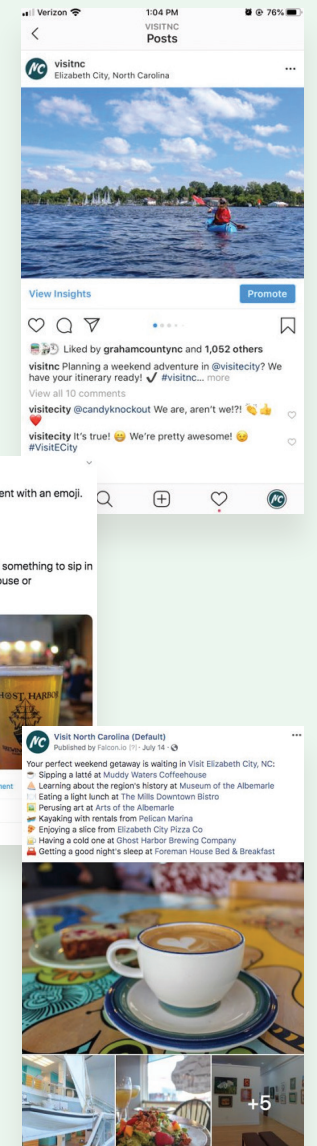 Verizon 1:04 PM 76%
VISITNC
Posts
NC visitnc
Elizabeth City, North Carolina
View Insights Promote
Liked by grahamcountync and 1,052 others
visitnc Planning a weekend adventure in @visitecity? We
have your itinerary ready! ✔️ #visitnc... more
View all 10 comments
visitecity @candyknockout We are, aren't we!?! 👏👍
❤️
visitecity It's true! 😄 We're pretty awesome! 😉
#VisitECity
NC
ent with an emoji.
something to sip in
ouse or
HOST HARBOR
ment
NC Visit North Carolina (Default)
Published by Falcon.io [?] · July 14 ·
Your perfect weekend getaway is waiting in Visit Elizabeth City, NC:
☕ Sipping a latté at Muddy Waters Coffeehouse
⛵ Learning about the region's history at Museum of the Albemarle
🍽️ Eating a light lunch at The Mills Downtown Bistro
🖼️ Perusing art at Arts of the Albemarle
🛶 Kayaking with rentals from Pelican Marina
🍕 Enjoying a slice from Elizabeth City Pizza Co
🍻 Having a cold one at Ghost Harbor Brewing Company
🛏️ Getting a good night's sleep at Foreman House Bed & Breakfast
+5